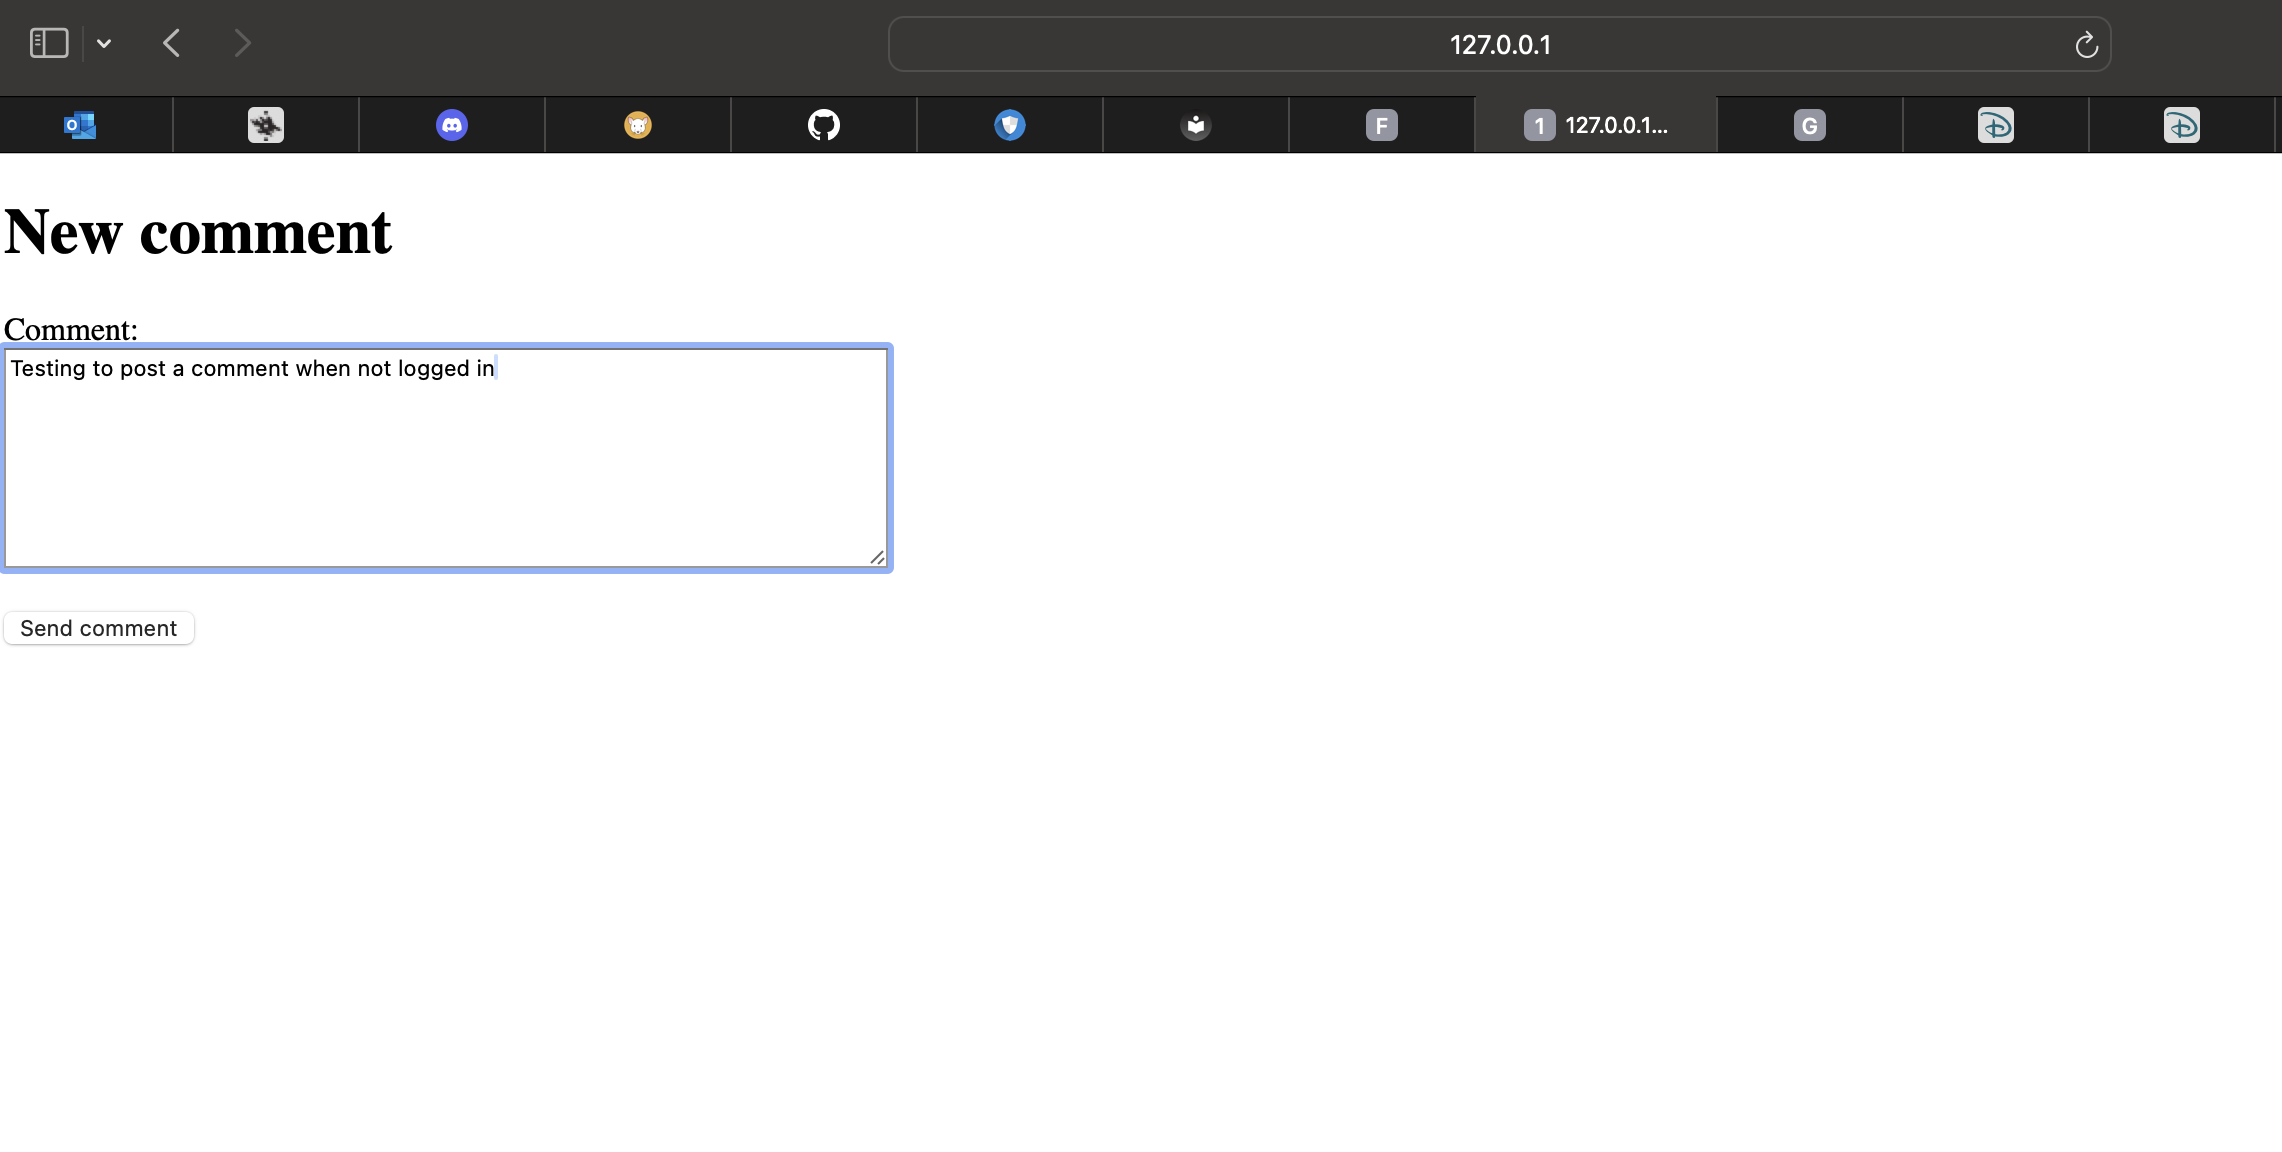 127.0.0.1
F
1 127.0.0.1...
G
New comment
Comment:
Testing to post a comment when not logged in
Send comment